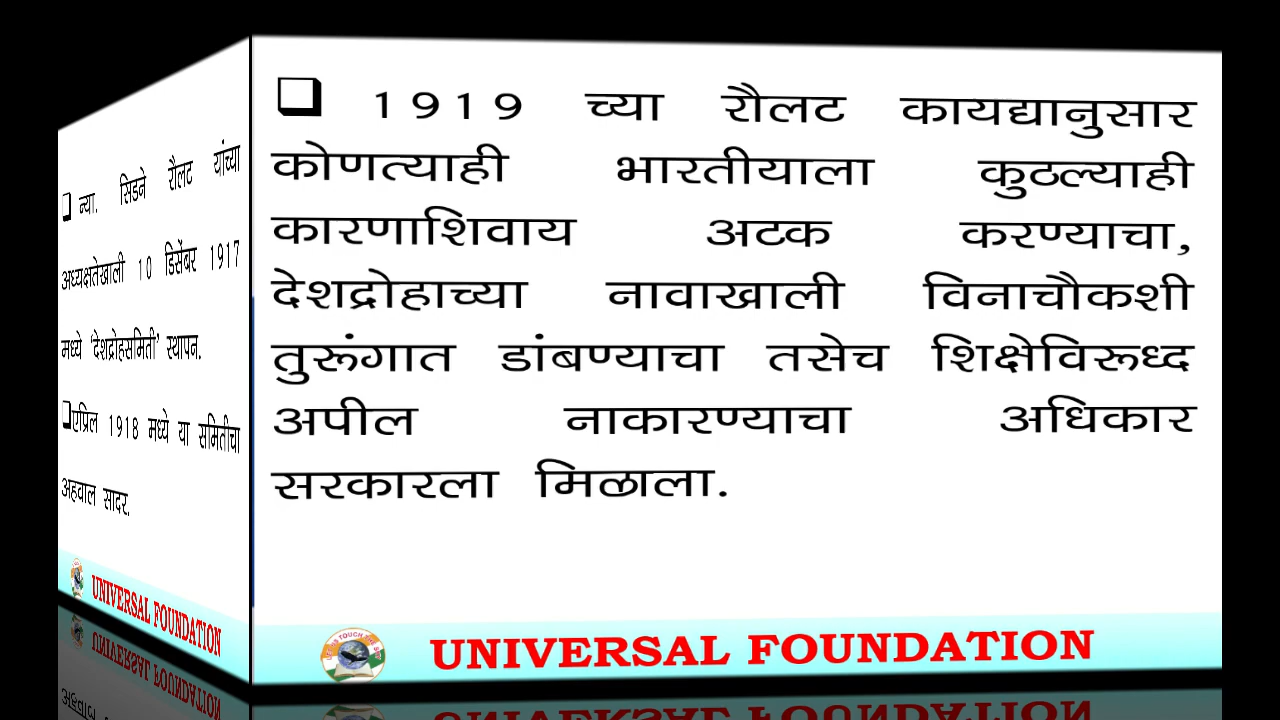 ❑ न्या. सिडने रौलट यांच्या
अध्यक्षतेखाली 10 डिसेंबर 1917
मध्ये ‘देशद्रोहसमिती’ स्थापन.
❑एप्रिल 1918 मध्ये या समितीचा
अहवाल सादर.
UNIVERSAL FOUNDATION
❑ 1919 च्या रौलट कायद्यानुसार
कोणत्याही भारतीयाला कुठल्याही
कारणाशिवाय अटक करण्याचा,
देशद्रोहाच्या नावाखाली विनाचौकशी
तुरूंगात डांबण्याचा तसेच शिक्षेविरूध्द
अपील नाकारण्याचा अधिकार
सरकारला मिळाला.
TOUCH THE
UNIVERSAL FOUNDATION